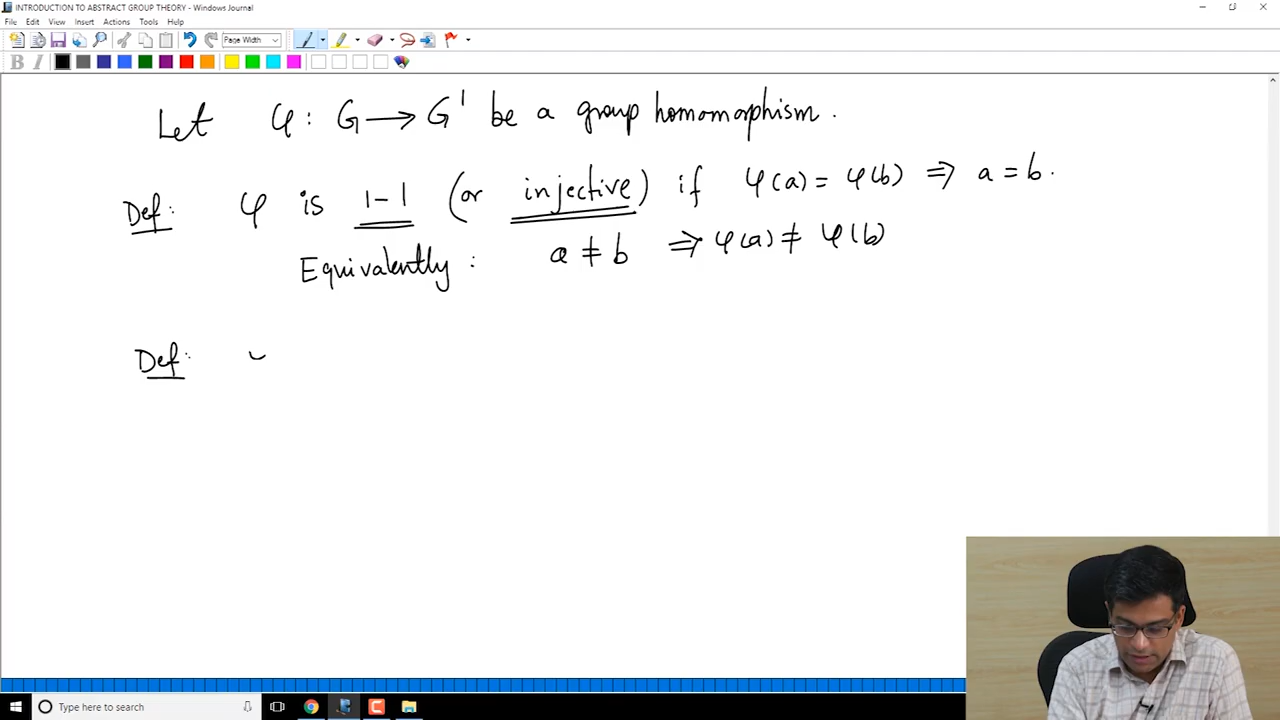 INTRODUCTION TO ABSTRACT GROUP THEORY - Windows Journal
File Edit View Insert Actions Tools Help
Page Width
B I
Let φ: G → G' be a group homomorphism.
Def: φ is 1-1 (or injective) if φ(a) = φ(b) ⇒ a = b.
Equivalently: a ≠ b ⇒ φ(a) ≠ φ(b)
Def:
Type here to search